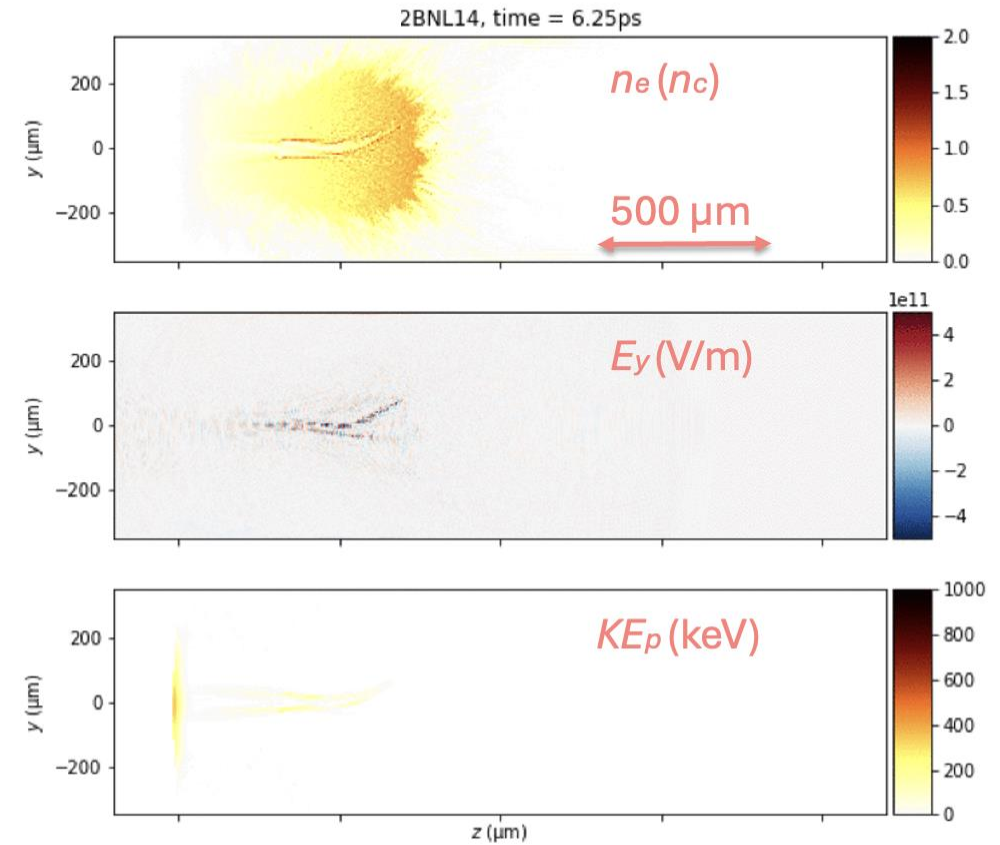 2BNL14, time = 6.25ps
200
0
−200
y (μm)
nₑ (n꜀)
500 μm
2.0
1.5
1.0
0.5
0.0
200
0
−200
y (μm)
Eᵧ (V/m)
1e11
4
2
0
−2
−4
200
0
−200
y (μm)
KEₚ (keV)
1000
800
600
400
200
0
z (μm)